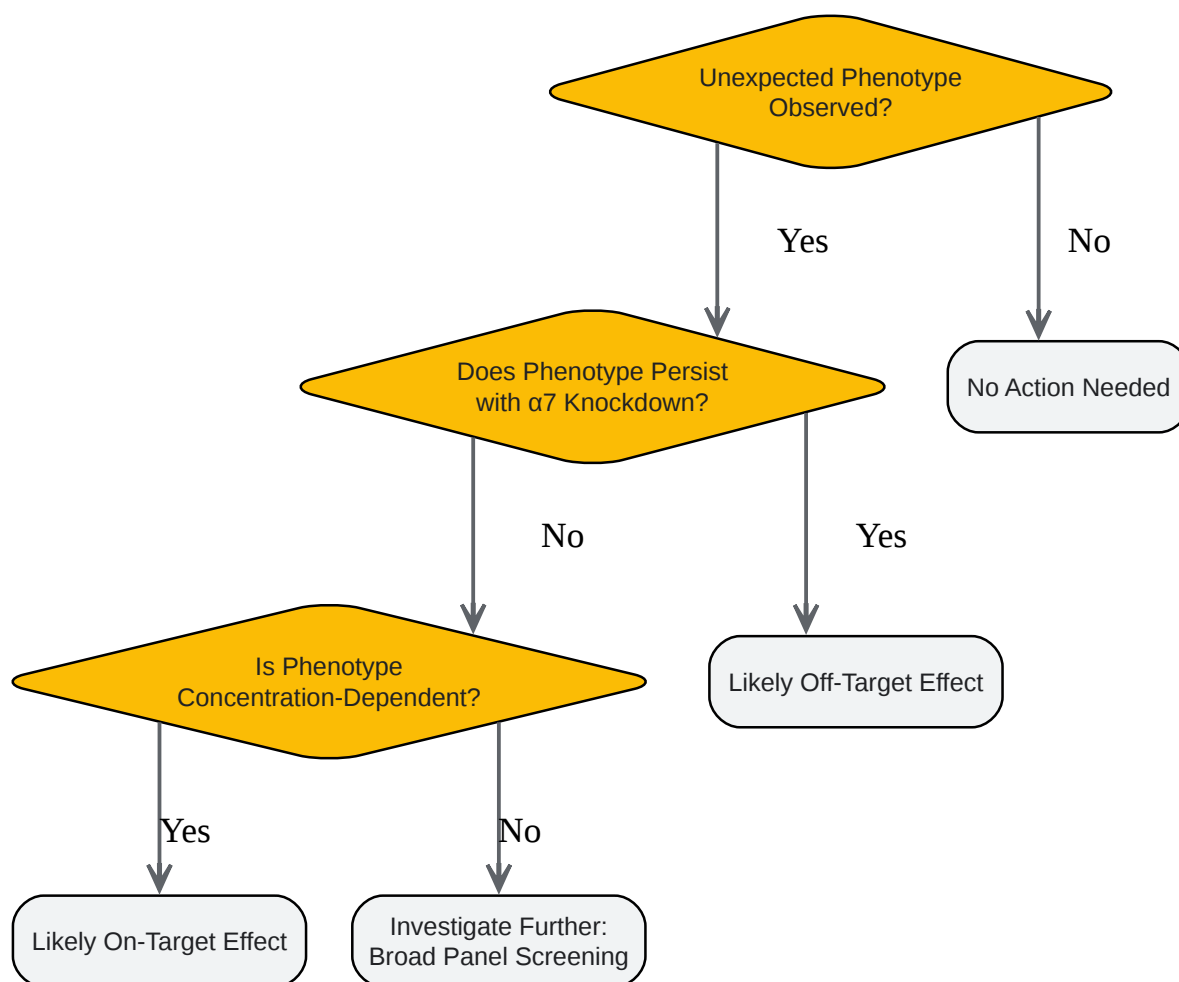 Unexpected Phenotype
Observed?
Yes
No
Does Phenotype Persist
with α7 Knockdown?
No Action Needed
No
Yes
Is Phenotype
Concentration-Dependent?
Likely Off-Target Effect
Yes
No
Likely On-Target Effect
Investigate Further:
Broad Panel Screening